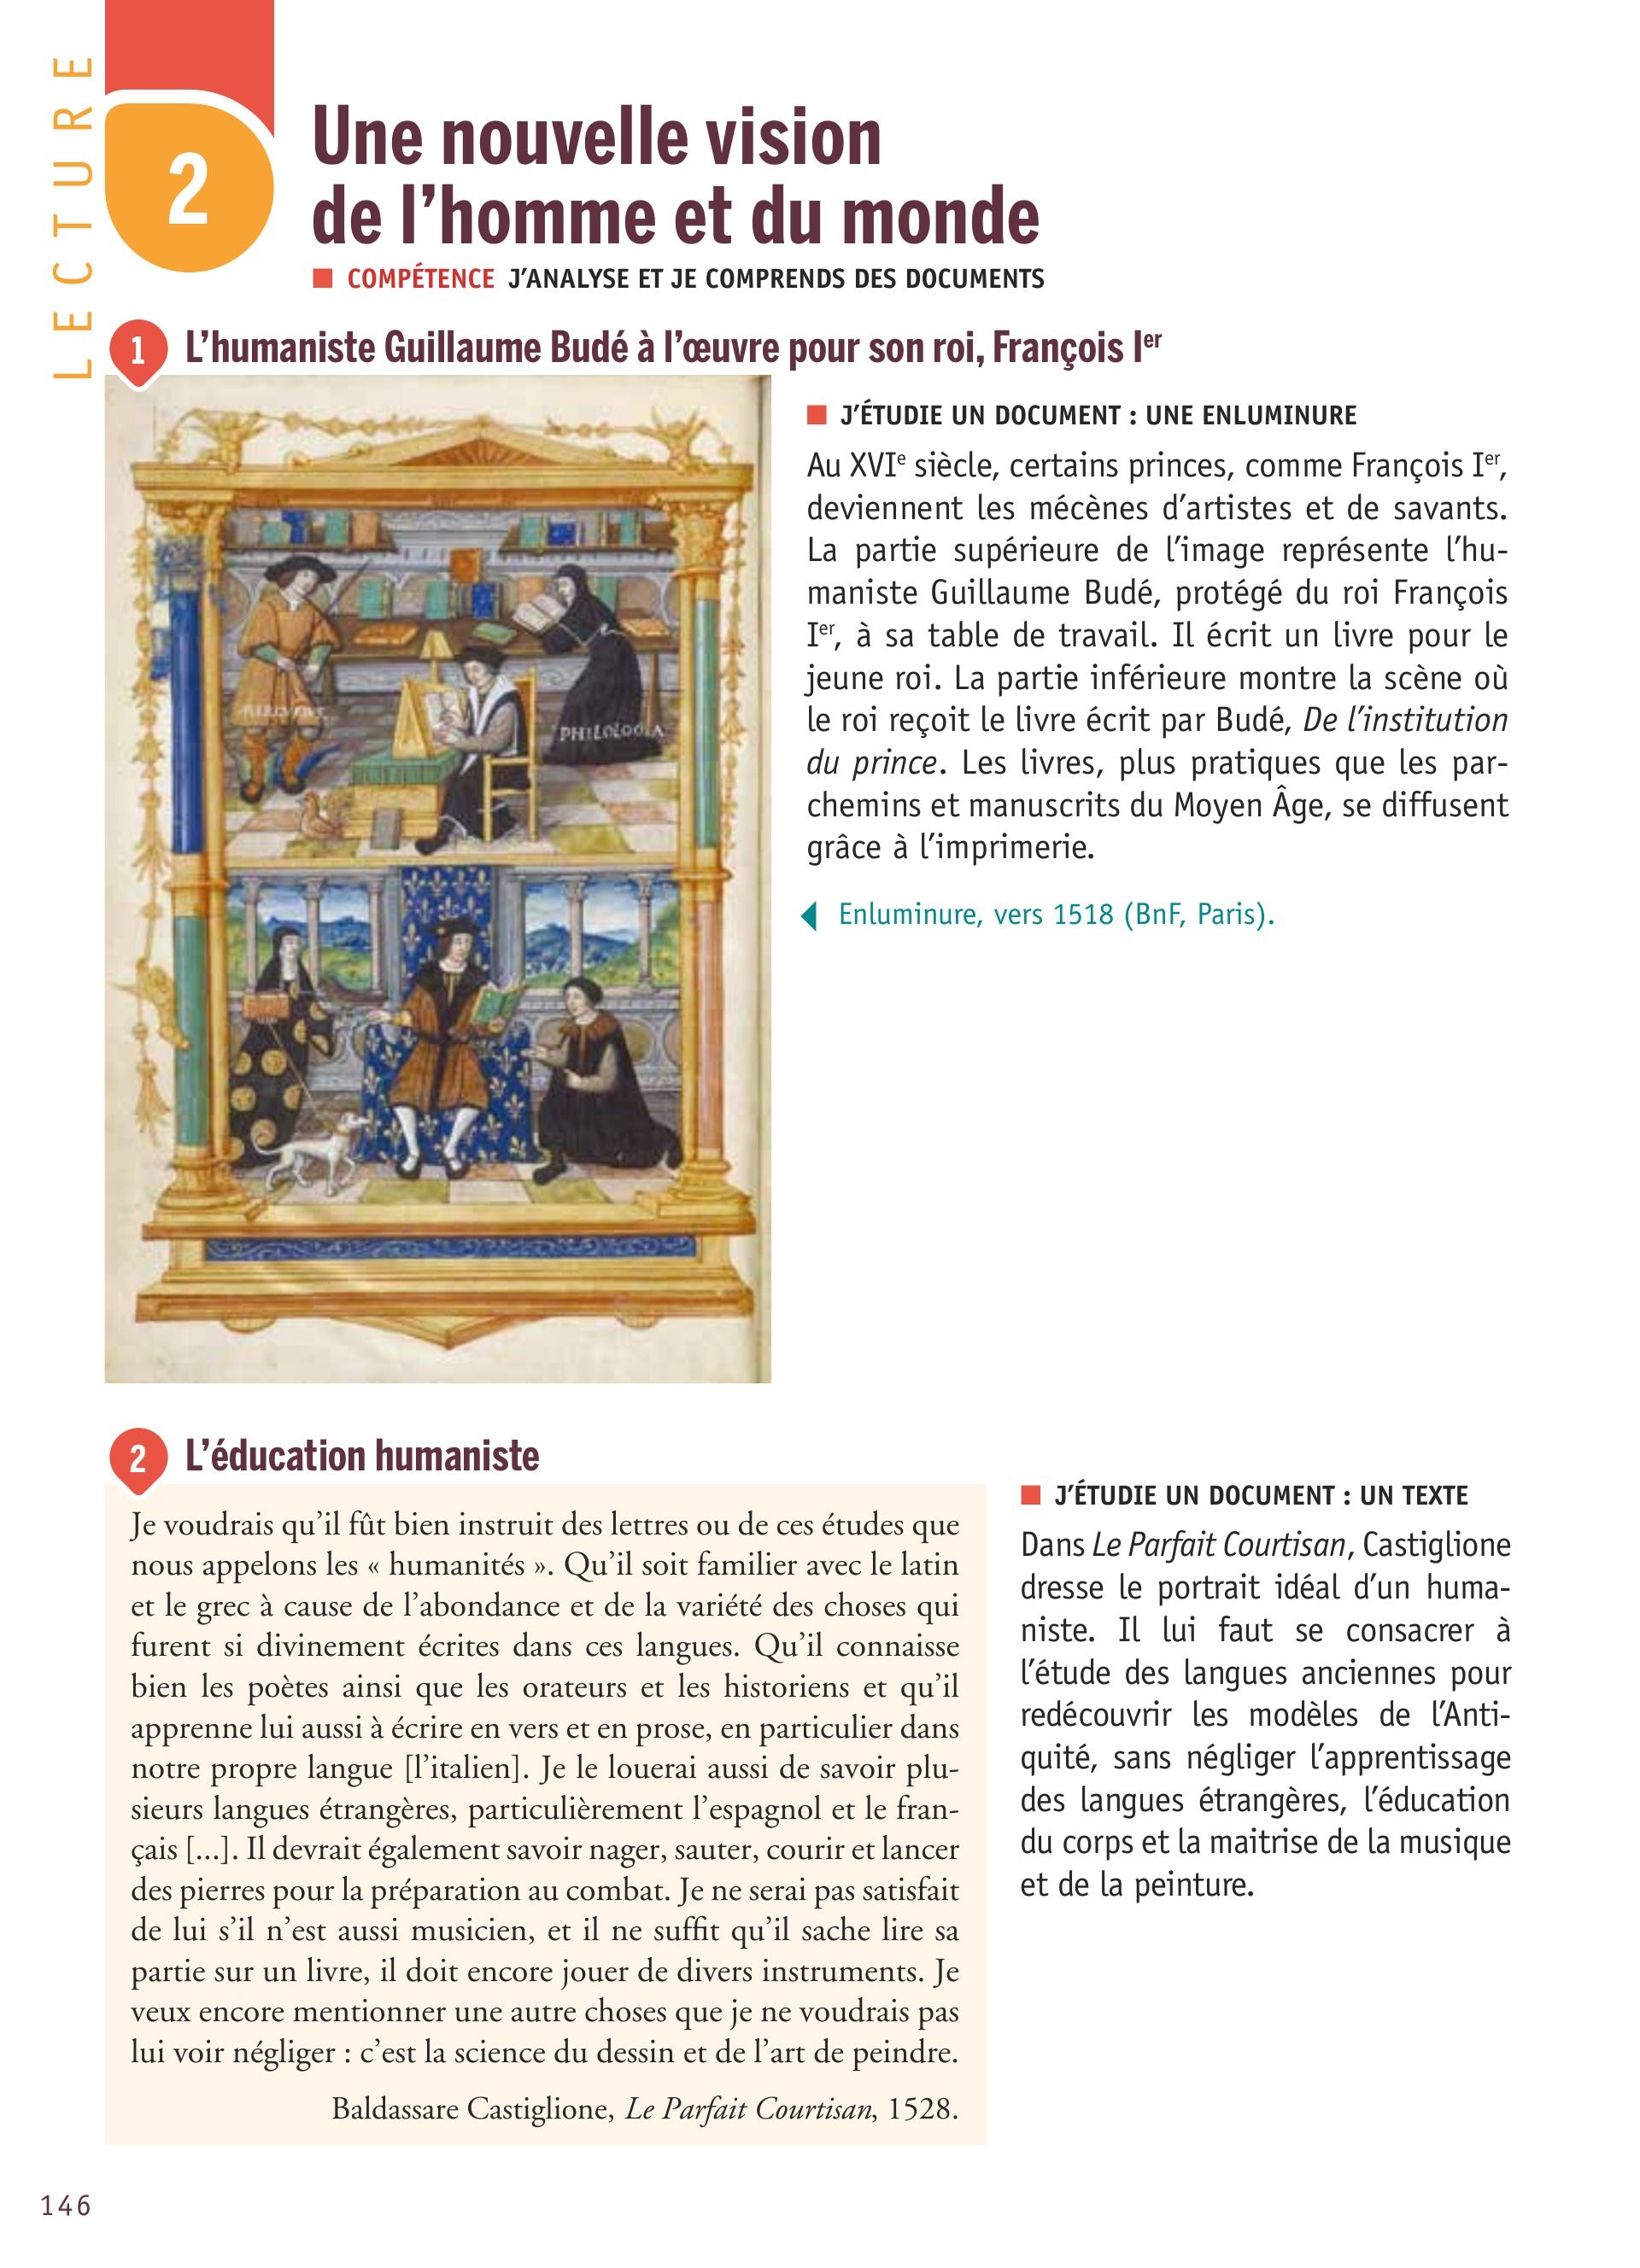 LECTURE
2
Une nouvelle vision
de l’homme et du monde
■ COMPÉTENCE J’ANALYSE ET JE COMPRENDS DES DOCUMENTS
1 L’humaniste Guillaume Budé à l’œuvre pour son roi, François Ier
PHILOLOGIA
■ J’ÉTUDIE UN DOCUMENT : UNE ENLUMINURE
Au XVIe siècle, certains princes, comme François Ier,
deviennent les mécènes d’artistes et de savants.
La partie supérieure de l’image représente l’hu-
maniste Guillaume Budé, protégé du roi François
Ier, à sa table de travail. Il écrit un livre pour le
jeune roi. La partie inférieure montre la scène où
le roi reçoit le livre écrit par Budé, De l’institution
du prince. Les livres, plus pratiques que les par-
chemins et manuscrits du Moyen Âge, se diffusent
grâce à l’imprimerie.
Enluminure, vers 1518 (BnF, Paris).
2 L’éducation humaniste
Je voudrais qu’il fût bien instruit des lettres ou de ces études que
nous appelons les « humanités ». Qu’il soit familier avec le latin
et le grec à cause de l’abondance et de la variété des choses qui
furent si divinement écrites dans ces langues. Qu’il connaisse
bien les poètes ainsi que les orateurs et les historiens et qu’il
apprenne lui aussi à écrire en vers et en prose, en particulier dans
notre propre langue [l’italien]. Je le louerai aussi de savoir plu-
sieurs langues étrangères, particulièrement l’espagnol et le fran-
çais [...]. Il devrait également savoir nager, sauter, courir et lancer
des pierres pour la préparation au combat. Je ne serai pas satisfait
de lui s’il n’est aussi musicien, et il ne suffit qu’il sache lire sa
partie sur un livre, il doit encore jouer de divers instruments. Je
veux encore mentionner une autre choses que je ne voudrais pas
lui voir négliger : c’est la science du dessin et de l’art de peindre.
Baldassare Castiglione, Le Parfait Courtisan, 1528.
■ J’ÉTUDIE UN DOCUMENT : UN TEXTE
Dans Le Parfait Courtisan, Castiglione
dresse le portrait idéal d’un huma-
niste. Il lui faut se consacrer à
l’étude des langues anciennes pour
redécouvrir les modèles de l’Anti-
quité, sans négliger l’apprentissage
des langues étrangères, l’éducation
du corps et la maitrise de la musique
et de la peinture.
146